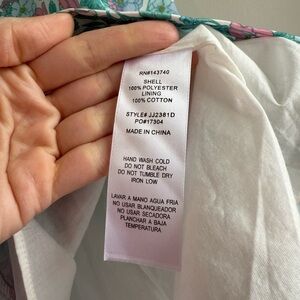 RN#143740
SHELL
100% POLYESTER
LINING
100% COTTON
STYLE# JJ2381D
PO#17304
MADE IN CHINA
HAND WASH COLD
DO NOT BLEACH
DO NOT TUMBLE DRY
IRON LOW
LAVAR A MANO AGUA FRIA
NO USAR BLANQUEADOR
NO USAR SECADORA
PLANCHAR A BAJA
TEMPERATURA